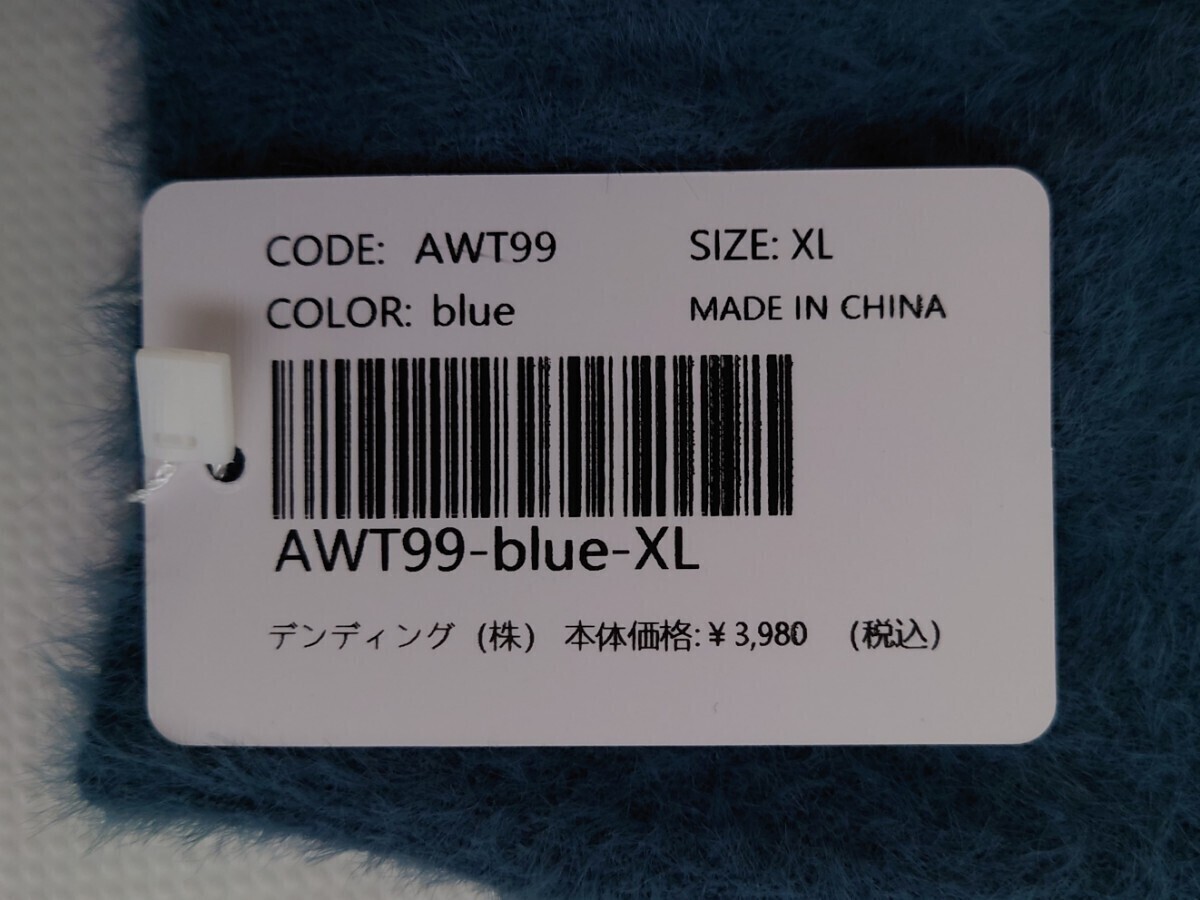 CODE: AWT99 SIZE: XL
COLOR: blue MADE IN CHINA
AWT99-blue-XL
デンディング (株) 本体価格:¥3,980 (税込)